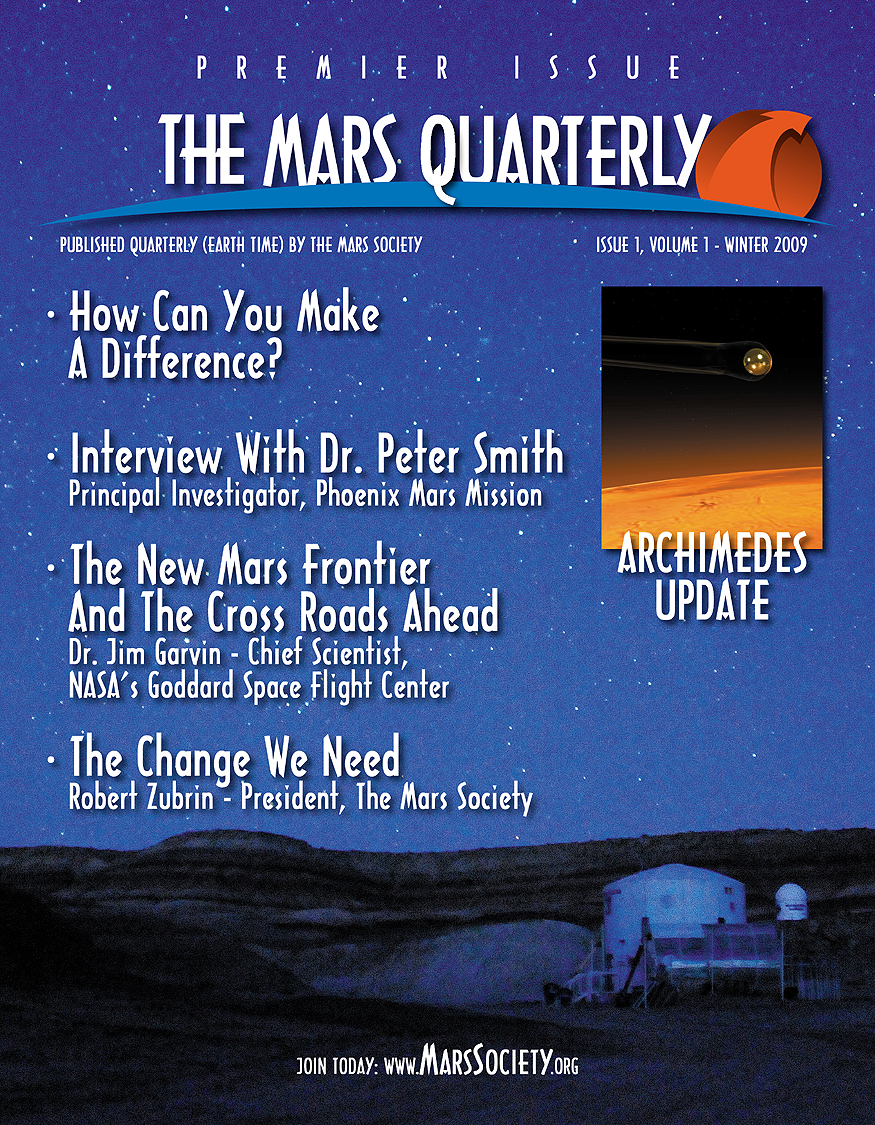 PREMIER ISSUE
THE MARS QUARTERLY
PUBLISHED QUARTERLY (EARTH TIME) BY THE MARS SOCIETY
ISSUE 1, VOLUME 1 - WINTER 2009
· How Can You Make
A Difference?
· Interview With Dr. Peter Smith
Principal Investigator, Phoenix Mars Mission
· The New Mars Frontier
And The Cross Roads Ahead
Dr. Jim Garvin - Chief Scientist,
NASA's Goddard Space Flight Center
· The Change We Need
Robert Zubrin - President, The Mars Society
ARCHIMEDES
UPDATE
JOIN TODAY: WWW.MARSSOCIETY.ORG